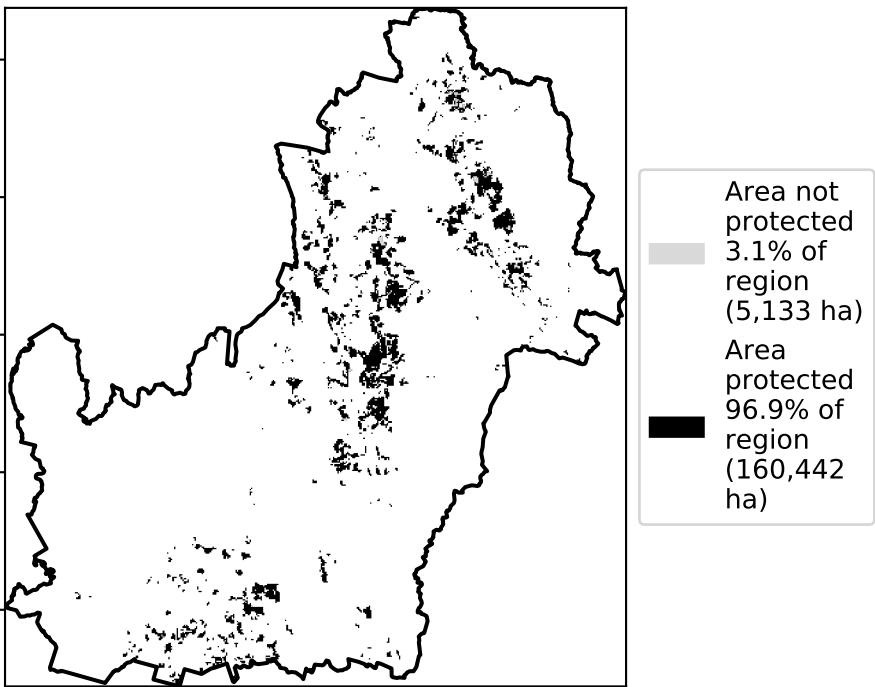 Area not
protected
3.1% of
region
(5,133 ha)
Area
protected
96.9% of
region
(160,442
ha)